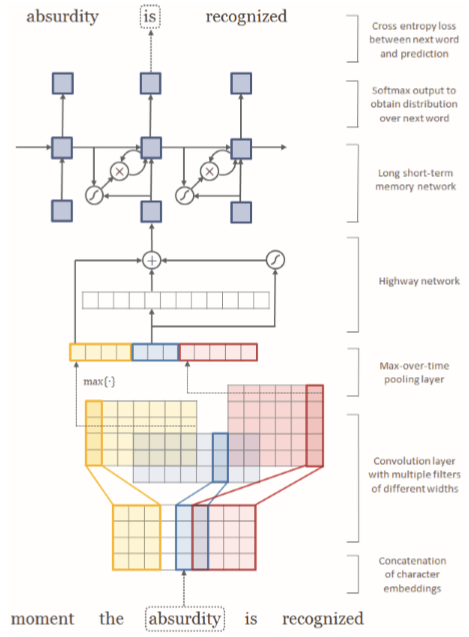 absurdity is recognized
Cross entropy loss
between next word
and prediction
Softmax output to
obtain distribution
over next word
Long short-term
memory network
Highway network
Max-over-time
pooling layer
max(·)
Convolution layer
with multiple filters
of different widths
Concatenation
of character
embeddings
moment the absurdity is recognized